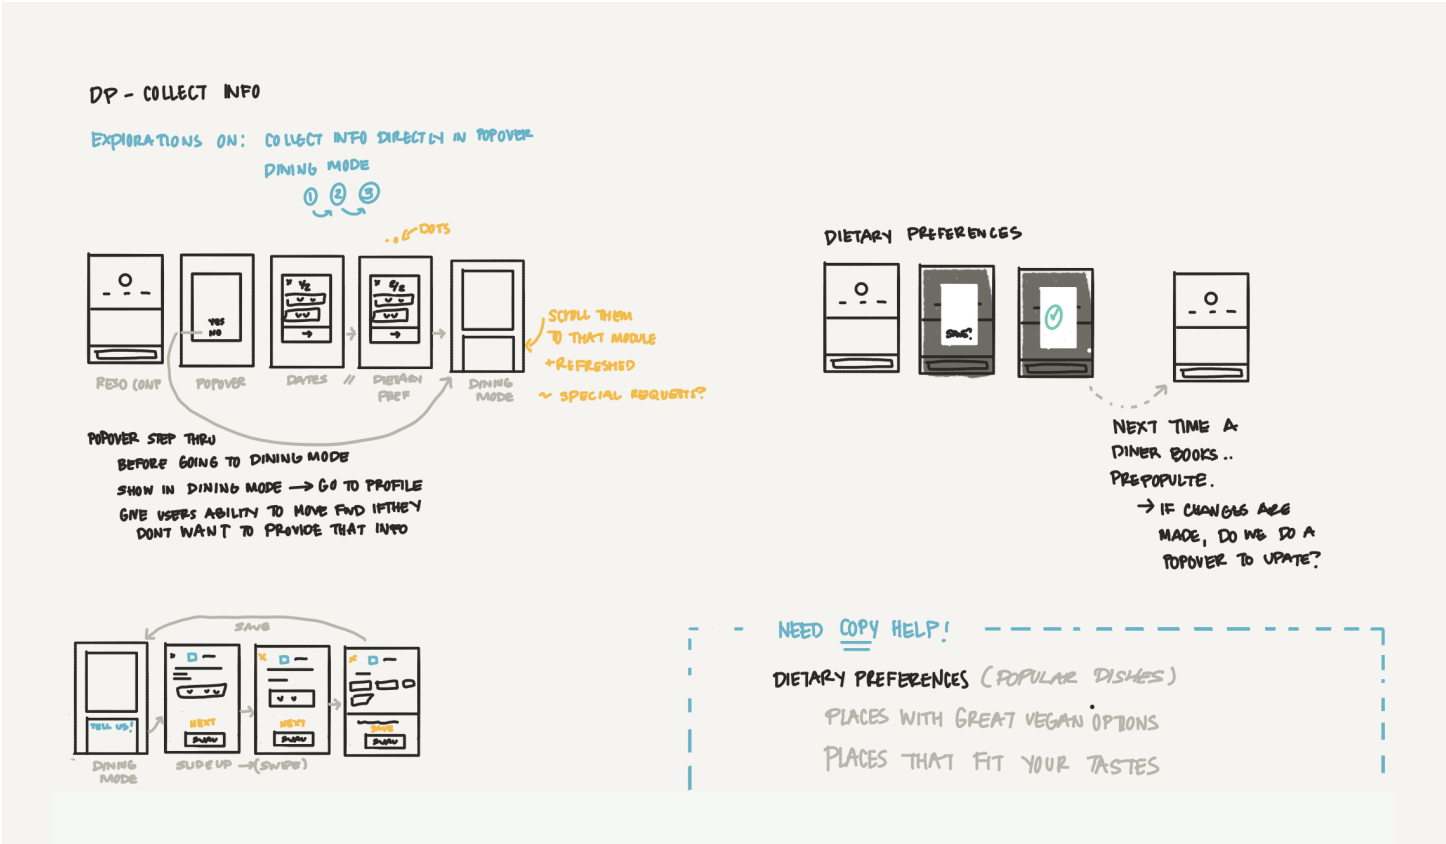 DP - COLLECT INFO
EXPLORATIONS ON: COLLECT INFO DIRECTLY IN POPOVER
DINING MODE
1 2 3
DOTS
YES
NO
x 1/2
x 2/2
RESO CONF
POPOVER
DATES //
DIETARY
PREF
DINING
MODE
SCROLL THEM
TO THAT MODULE
+ REFRESHED
~ SPECIAL REQUESTS?
POPOVER STEP THRU
BEFORE GOING TO DINING MODE
SHOW IN DINING MODE → GO TO PROFILE
GIVE USERS ABILITY TO MOVE FWD IF THEY
DONT WANT TO PROVIDE THAT INFO
DIETARY PREFERENCES
SAVE?
NEXT TIME A
DINER BOOKS..
PREPOPULTE.
→ IF CHANGES ARE
MADE, DO WE DO A
POPOVER TO UPATE?
SAVE
TELL US!
NEXT
NEXT
SAVE
DINING
MODE
SLIDE UP → (SWIPE)
NEED COPY HELP!
DIETARY PREFERENCES (POPULAR DISHES)
PLACES WITH GREAT VEGAN OPTIONS
PLACES THAT FIT YOUR TASTES